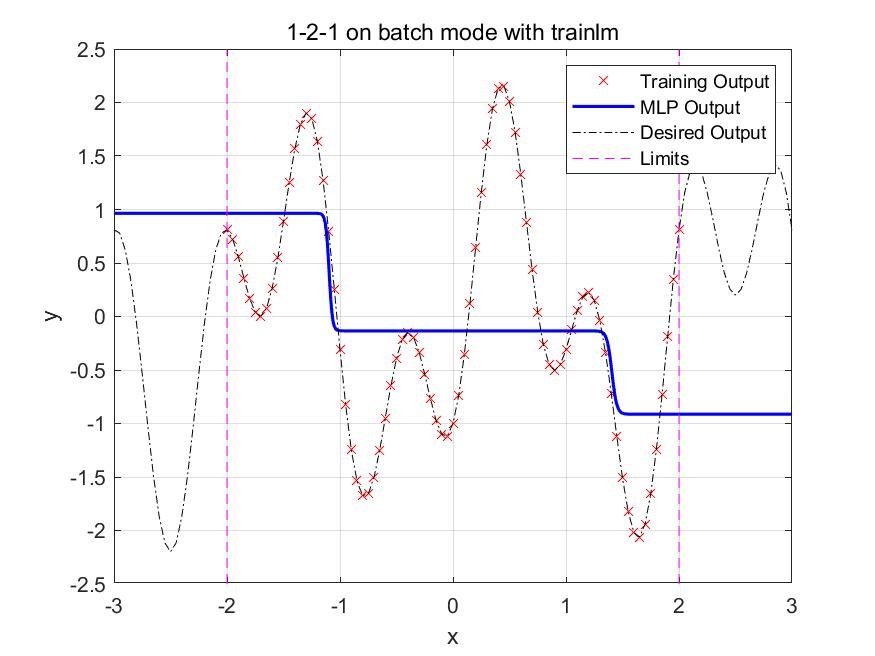 1-2-1 on batch mode with trainlm
2.5
2
1.5
1
0.5
0
-0.5
-1
-1.5
-2
-2.5
y
Training Output
MLP Output
Desired Output
Limits
-3 -2 -1 0 1 2 3
x